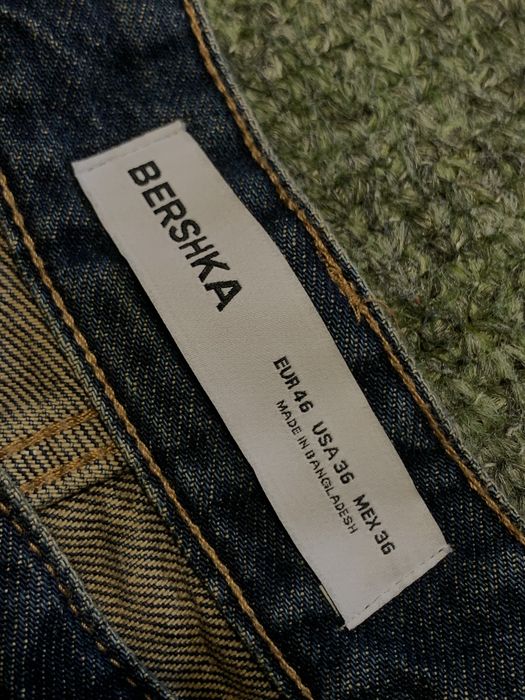 BERSHKA
EUR 46 USA 36 MEX 36
MADE IN BANGLADESH